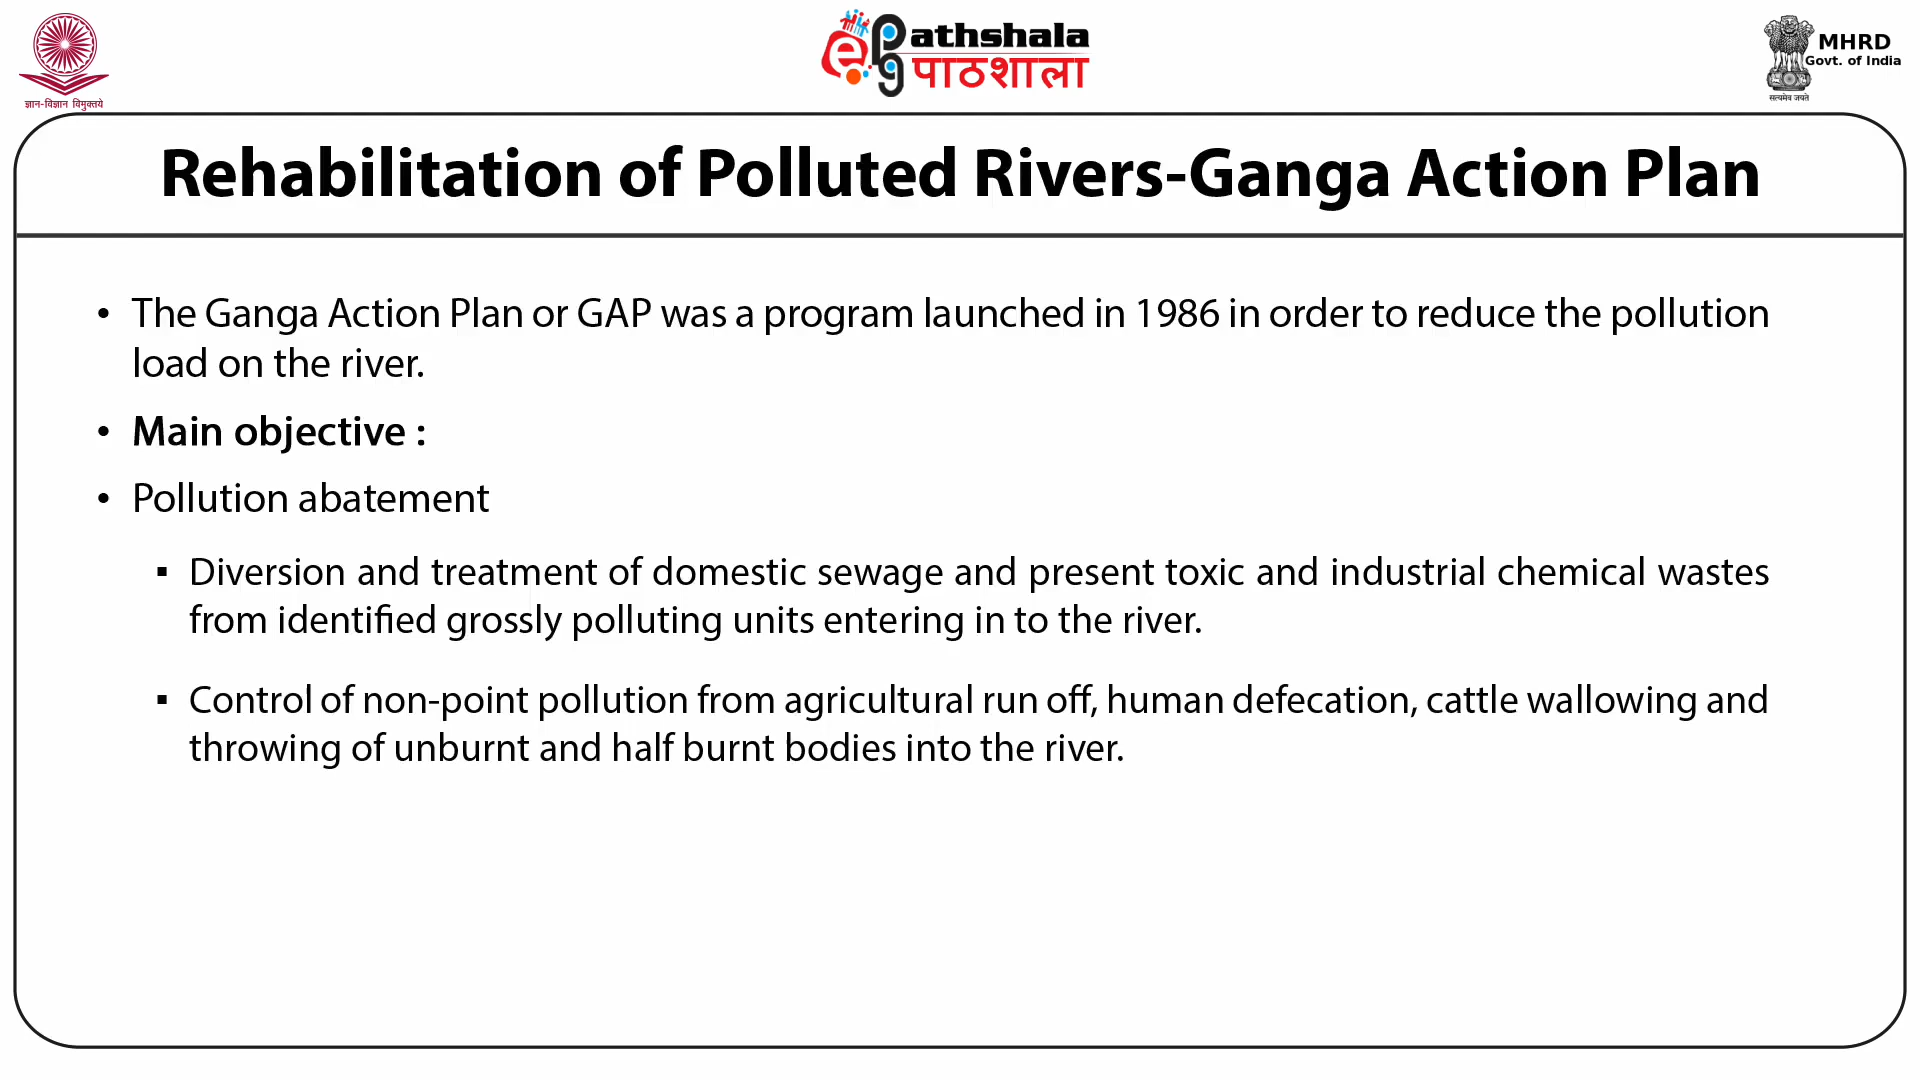 ज्ञान-विज्ञान विमुक्तये
e Pg athshala
पाठशाला
MHRD
Govt. of India
सत्यमेव जयते
Rehabilitation of Polluted Rivers-Ganga Action Plan
• The Ganga Action Plan or GAP was a program launched in 1986 in order to reduce the pollution
load on the river.
• Main objective :
• Pollution abatement
▪ Diversion and treatment of domestic sewage and present toxic and industrial chemical wastes
from identified grossly polluting units entering in to the river.
▪ Control of non-point pollution from agricultural run off, human defecation, cattle wallowing and
throwing of unburnt and half burnt bodies into the river.